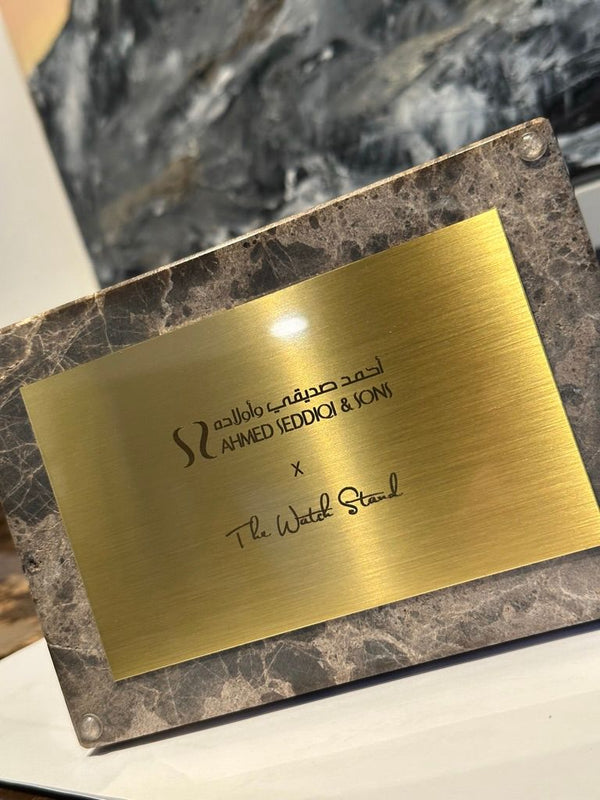 أحمد صديقي وأولاده
AHMED SEDDIQI & SONS
X
The Watch Stand